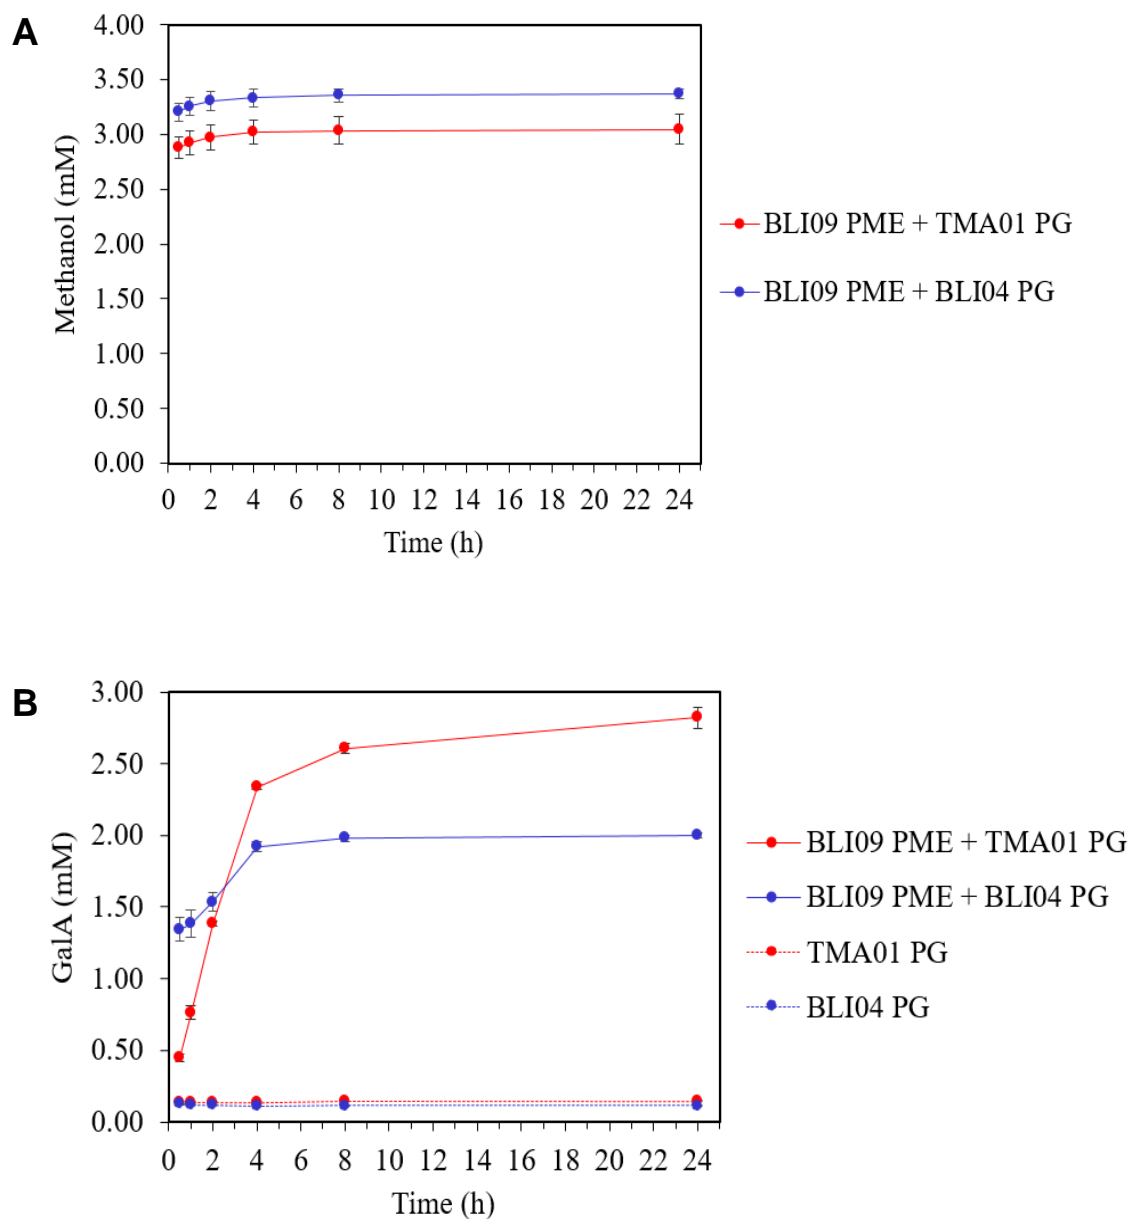 A
4.00
3.50
3.00
2.50
2.00
1.50
1.00
0.50
0.00
Methanol (mM)
0 2 4 6 8 10 12 14 16 18 20 22 24
Time (h)
BLI09 PME + TMA01 PG
BLI09 PME + BLI04 PG
B
3.00
2.50
2.00
1.50
1.00
0.50
0.00
GalA (mM)
0 2 4 6 8 10 12 14 16 18 20 22 24
Time (h)
BLI09 PME + TMA01 PG
BLI09 PME + BLI04 PG
TMA01 PG
BLI04 PG